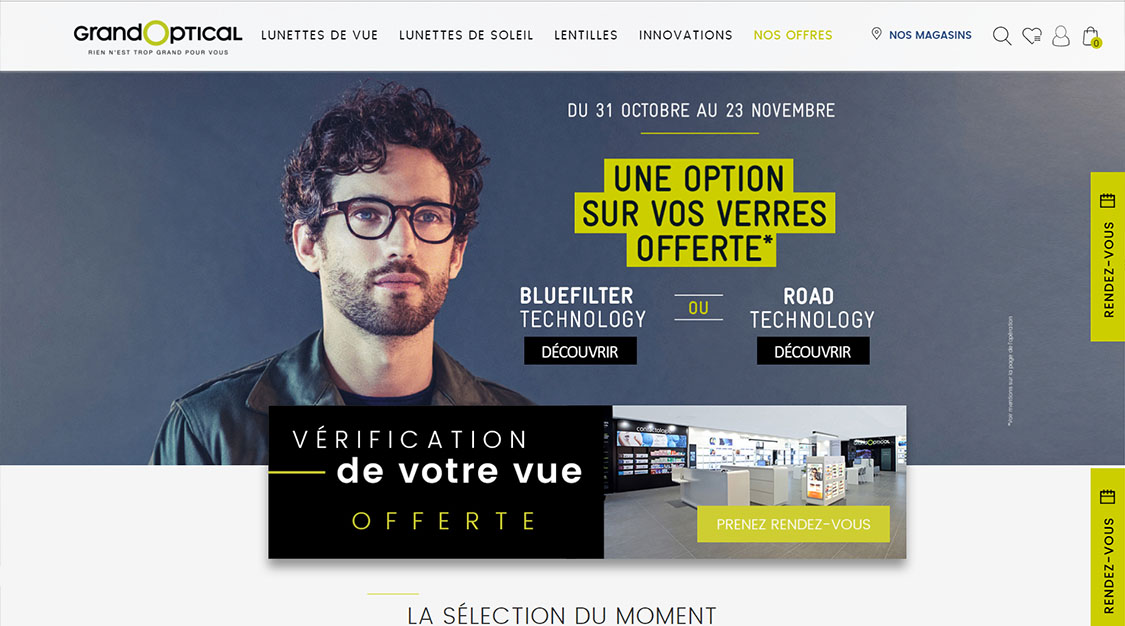 GRANDOPTICAL
RIEN N'EST TROP GRAND POUR VOUS
LUNETTES DE VUE
LUNETTES DE SOLEIL
LENTILLES
INNOVATIONS
NOS OFFRES
NOS MAGASINS
0
DU 31 OCTOBRE AU 23 NOVEMBRE
UNE OPTION
SUR VOS VERRES
OFFERTE*
BLUEFILTER
TECHNOLOGY
DÉCOUVRIR
OU
ROAD
TECHNOLOGY
DÉCOUVRIR
*voir mentions sur la page de l'opération
RENDEZ-VOUS
VÉRIFICATION
de votre vue
OFFERTE
GRANDOPTICAL
PRENEZ RENDEZ-VOUS
RENDEZ-VOUS
LA SÉLECTION DU MOMENT